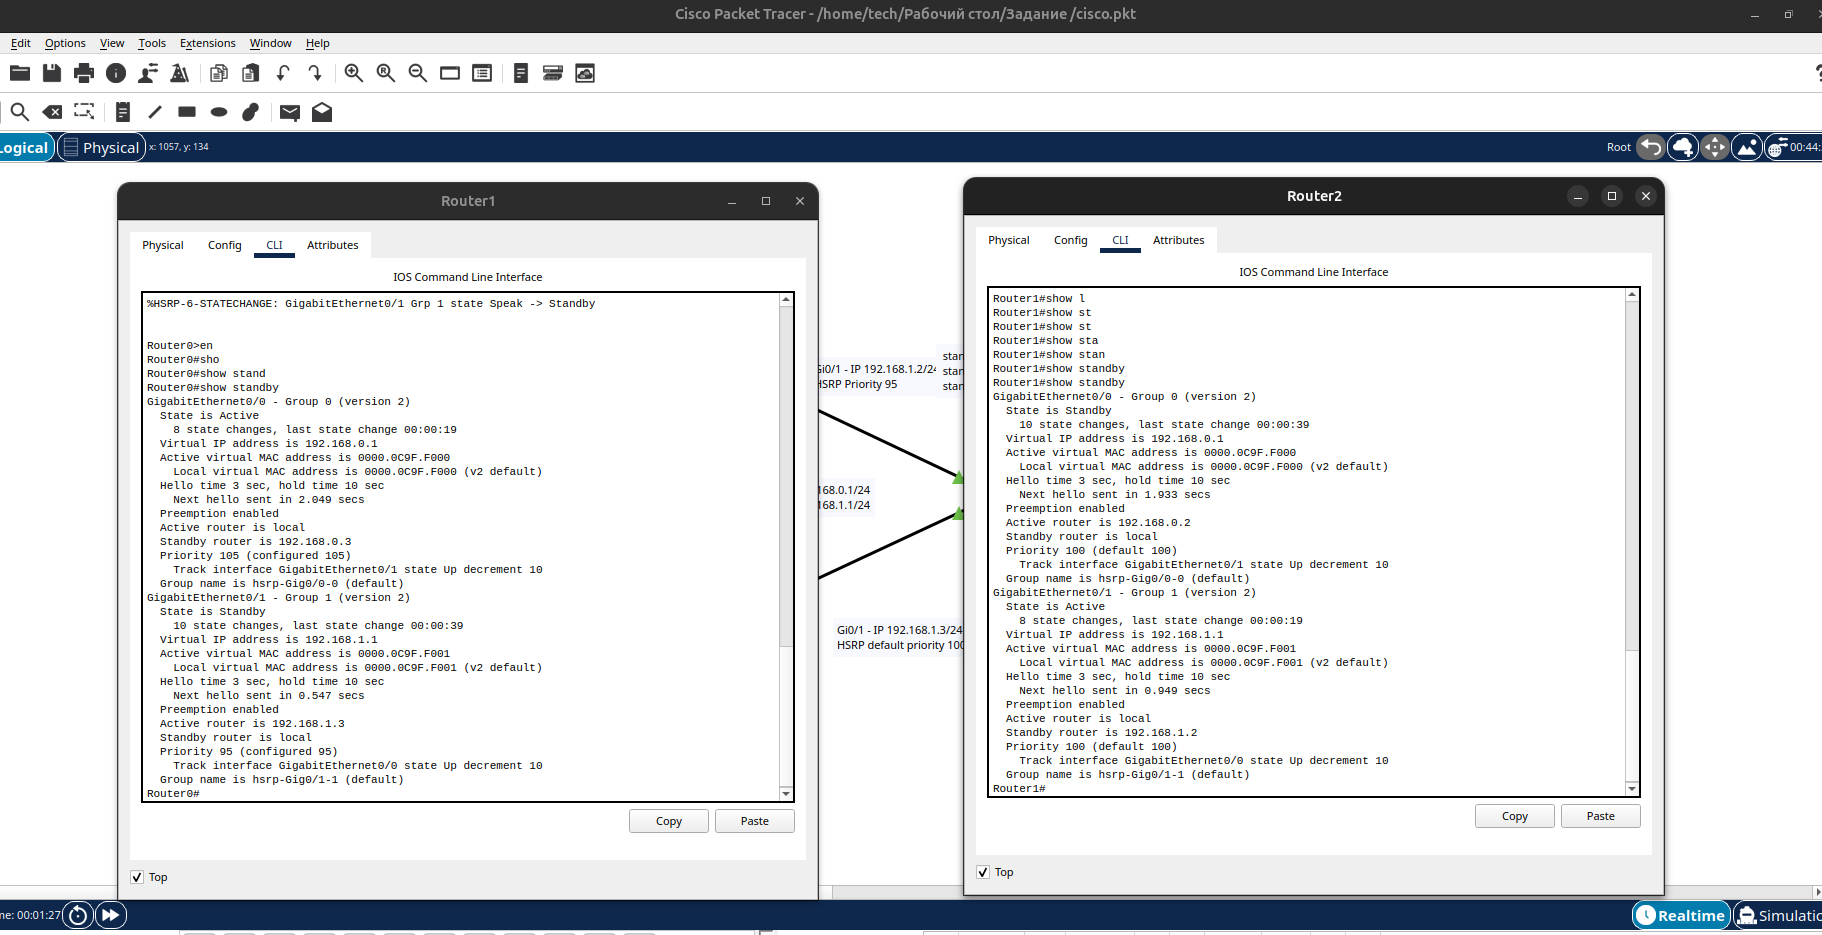 Cisco Packet Tracer - /home/tech/Рабочий стол/Задание /cisco.pkt
Edit Options View Tools Extensions Window Help
Logical Physical x: 1057, y: 134 Root 00:44:
Router1
Physical Config CLI Attributes
IOS Command Line Interface
%HSRP-6-STATECHANGE: GigabitEthernet0/1 Grp 1 state Speak -> Standby
Router0>en
Router0#sho
Router0#show stand
Router0#show standby
GigabitEthernet0/0 - Group 0 (version 2)
State is Active
8 state changes, last state change 00:00:19
Virtual IP address is 192.168.0.1
Active virtual MAC address is 0000.0C9F.F000
Local virtual MAC address is 0000.0C9F.F000 (v2 default)
Hello time 3 sec, hold time 10 sec
Next hello sent in 2.049 secs
Preemption enabled
Active router is local
Standby router is 192.168.0.3
Priority 105 (configured 105)
Track interface GigabitEthernet0/1 state Up decrement 10
Group name is hsrp-Gig0/0-0 (default)
GigabitEthernet0/1 - Group 1 (version 2)
State is Standby
10 state changes, last state change 00:00:39
Virtual IP address is 192.168.1.1
Active virtual MAC address is 0000.0C9F.F001
Local virtual MAC address is 0000.0C9F.F001 (v2 default)
Hello time 3 sec, hold time 10 sec
Next hello sent in 0.547 secs
Preemption enabled
Active router is 192.168.1.3
Standby router is local
Priority 95 (configured 95)
Track interface GigabitEthernet0/0 state Up decrement 10
Group name is hsrp-Gig0/1-1 (default)
Router0#
Copy Paste
Top
Gi0/1 - IP 192.168.1.2/24
HSRP Priority 95
stan
stan
stan
168.0.1/24
168.1.1/24
Gi0/1 - IP 192.168.1.3/24
HSRP default priority 100
Router2
Physical Config CLI Attributes
IOS Command Line Interface
Router1#show l
Router1#show st
Router1#show st
Router1#show sta
Router1#show stan
Router1#show standby
Router1#show standby
GigabitEthernet0/0 - Group 0 (version 2)
State is Standby
10 state changes, last state change 00:00:39
Virtual IP address is 192.168.0.1
Active virtual MAC address is 0000.0C9F.F000
Local virtual MAC address is 0000.0C9F.F000 (v2 default)
Hello time 3 sec, hold time 10 sec
Next hello sent in 1.933 secs
Preemption enabled
Active router is 192.168.0.2
Standby router is local
Priority 100 (default 100)
Track interface GigabitEthernet0/1 state Up decrement 10
Group name is hsrp-Gig0/0-0 (default)
GigabitEthernet0/1 - Group 1 (version 2)
State is Active
8 state changes, last state change 00:00:19
Virtual IP address is 192.168.1.1
Active virtual MAC address is 0000.0C9F.F001
Local virtual MAC address is 0000.0C9F.F001 (v2 default)
Hello time 3 sec, hold time 10 sec
Next hello sent in 0.949 secs
Preemption enabled
Active router is local
Standby router is 192.168.1.2
Priority 100 (default 100)
Track interface GigabitEthernet0/0 state Up decrement 10
Group name is hsrp-Gig0/1-1 (default)
Router1#
Copy Paste
Top
me: 00:01:27 Realtime Simulatio